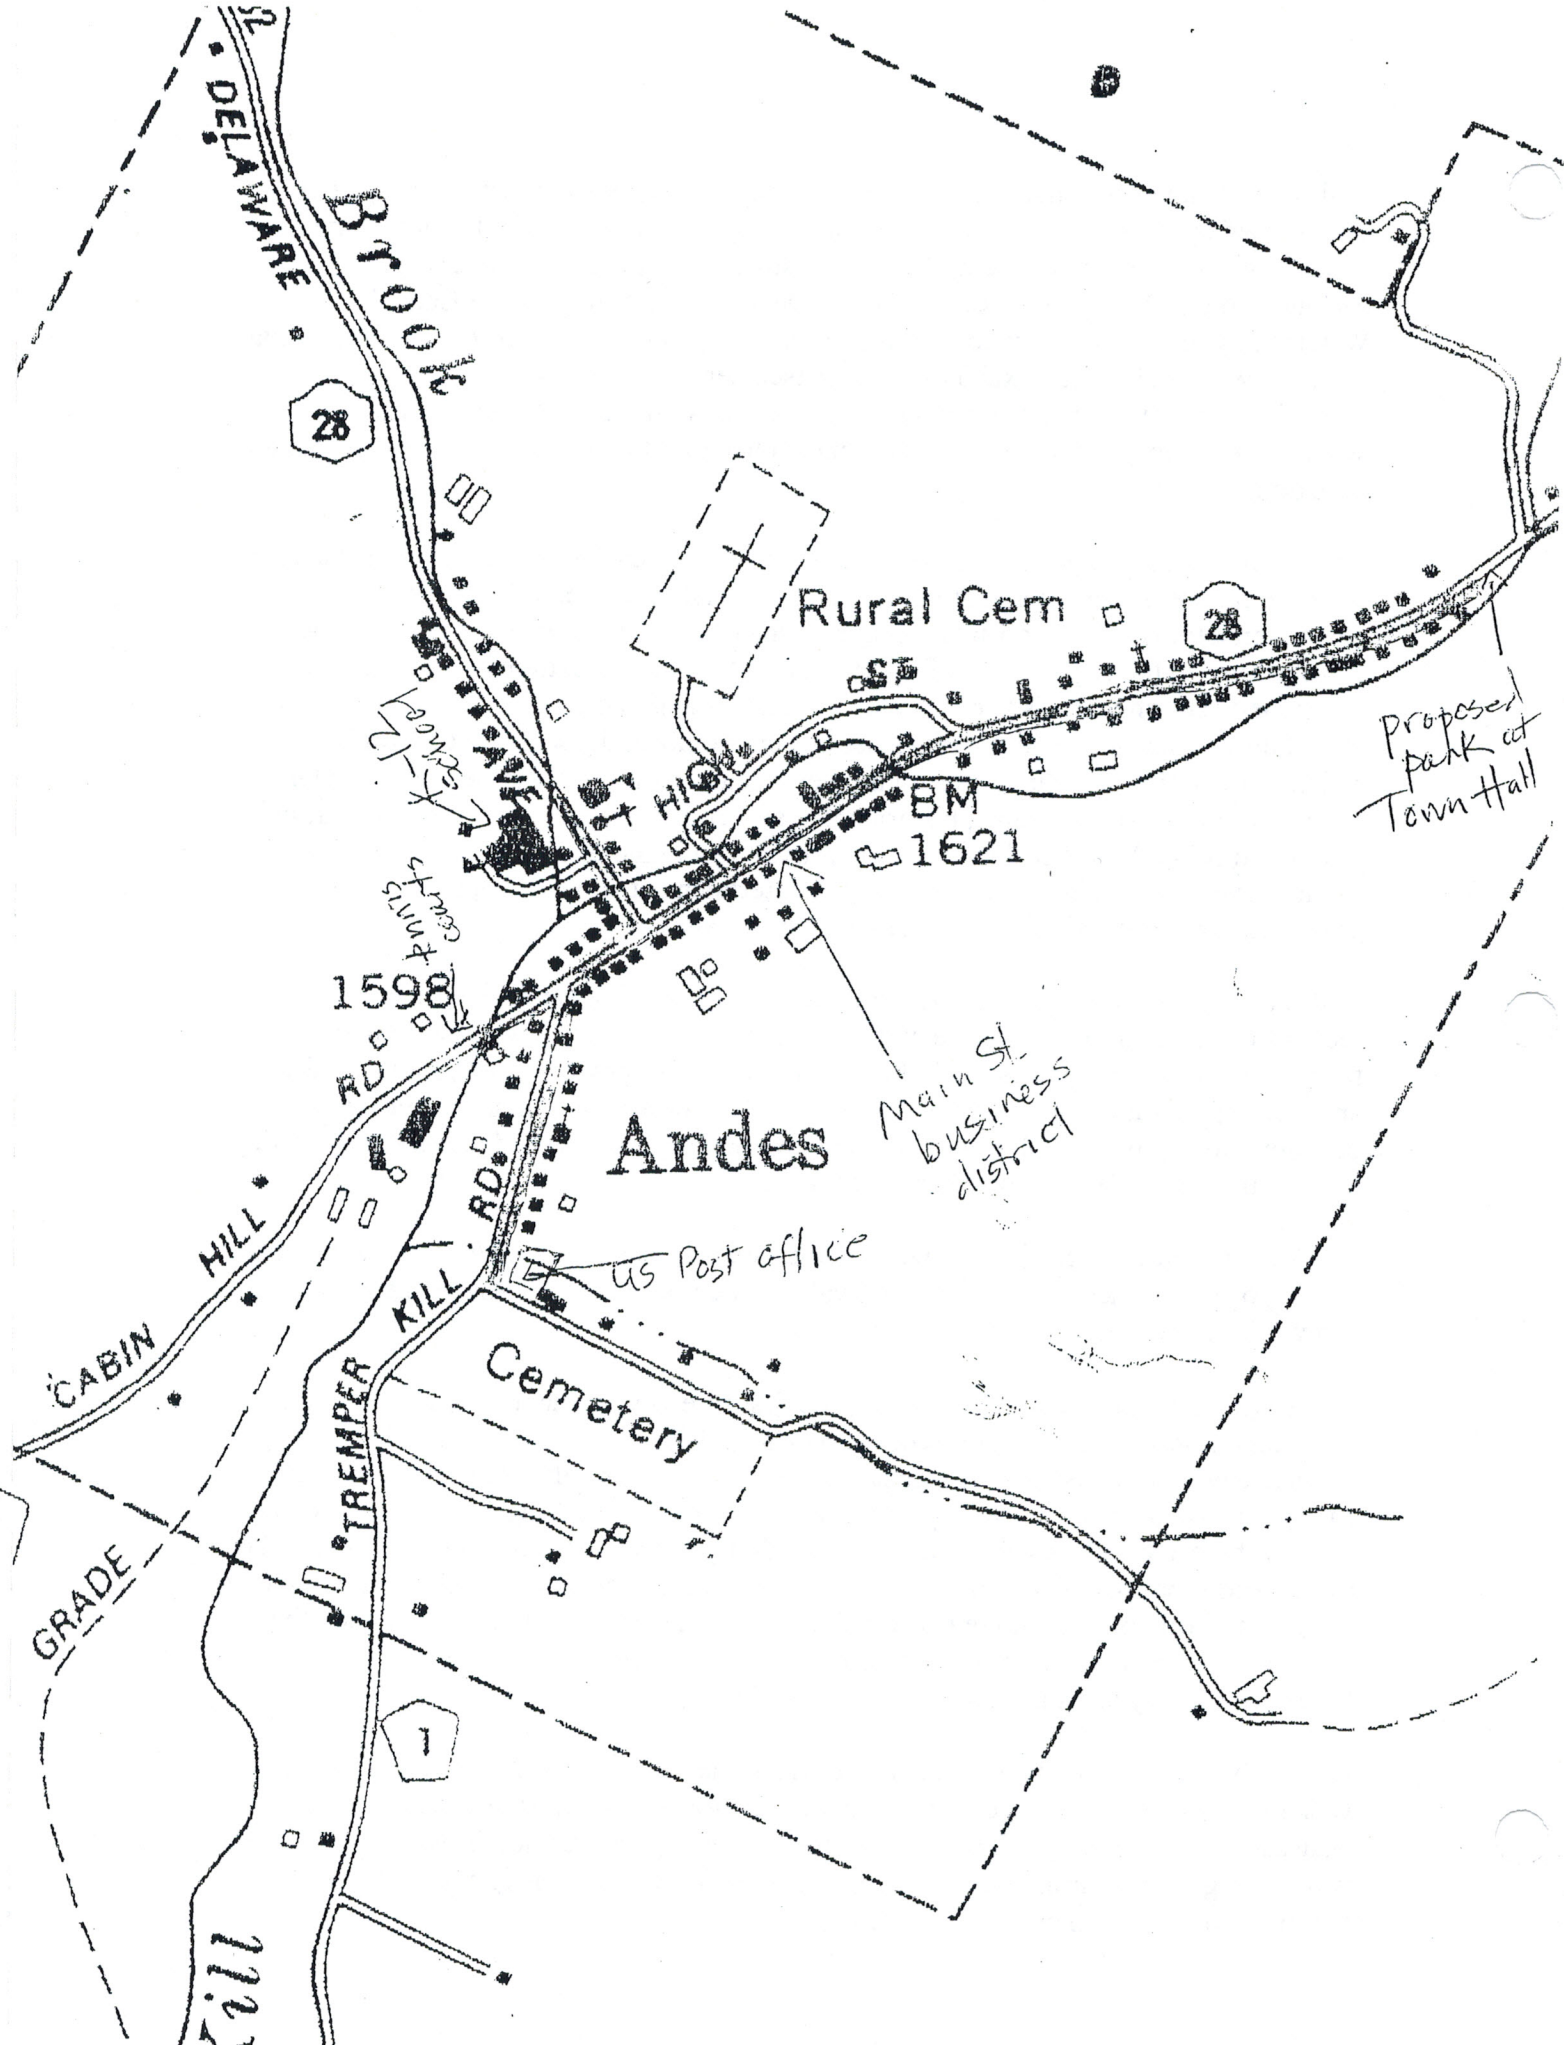 DELAWARE
Brook
28
Rural Cem
28
ST
K-12
school
AVE
HIGH
proposed
park at
Town Hall
BM
1621
tennis
courts
1598
RD
Main St.
business
district
Andes
RD
HILL
US Post office
KILL
CABIN
Cemetery
TREMPER
GRADE
1